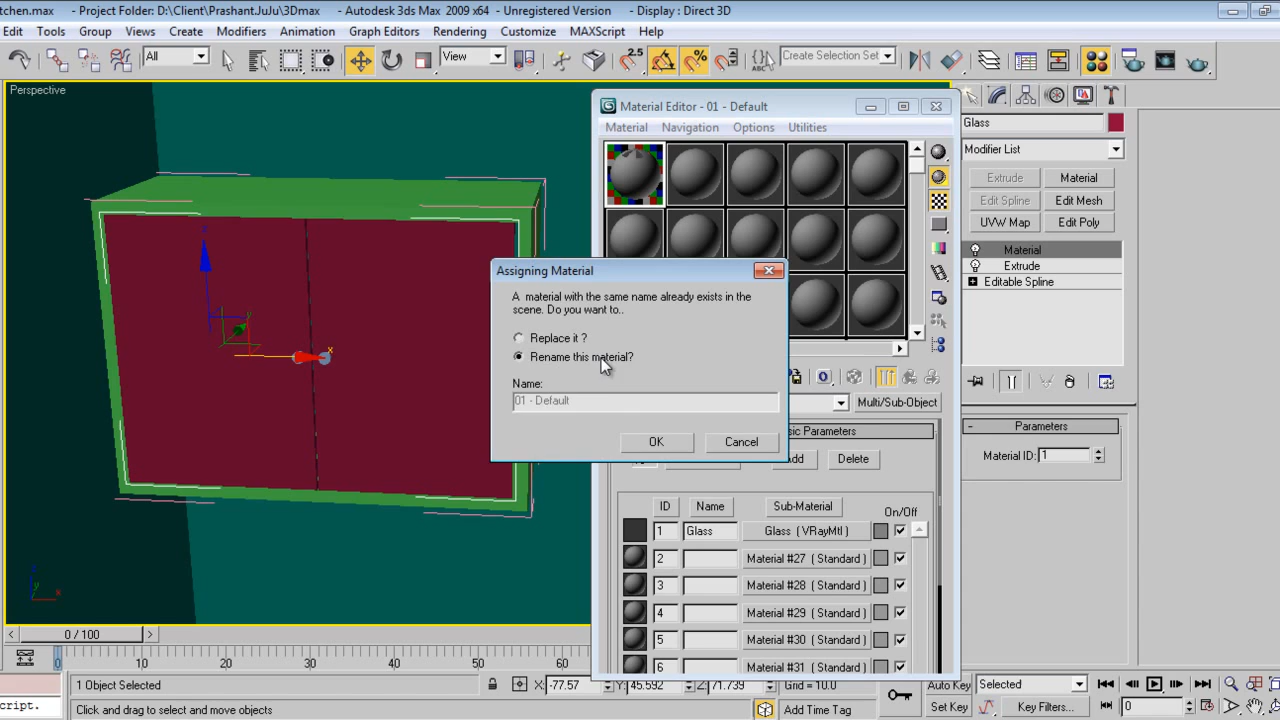 tchen.max - Project Folder: D:\Client\Prashant.JuJu\3Dmax - Autodesk 3ds Max 2009 x64 - Unregistered Version - Display : Direct 3D
Edit Tools Group Views Create Modifiers Animation Graph Editors Rendering Customize MAXScript Help
All View 2.5 % ABC Create Selection Set
Perspective
Material Editor - 01 - Default
Material Navigation Options Utilities
Glass
Modifier List
Extrude Material
Edit Spline Edit Mesh
UVW Map Edit Poly
Material
Extrude
Editable Spline
z
y
x
Assigning Material
A material with the same name already exists in the
scene. Do you want to..
Replace it ?
Rename this material?
Name:
01 - Default
OK Cancel
Multi/Sub-Object
sic Parameters
dd Delete
- Parameters
Material ID: 1
ID Name Sub-Material On/Off
1 Glass Glass ( VRayMtl )
2 Material #27 ( Standard )
3 Material #28 ( Standard )
4 Material #29 ( Standard )
5 Material #30 ( Standard )
6 Material #31 ( Standard )
z
y
x
< 0 / 100 >
0 10 20 30 40 50 60
1 Object Selected X: -77.57 Y: 45.592 Z: 71.739 Grid = 10.0 Auto Key Selected
cript. Click and drag to select and move objects Add Time Tag Set Key Key Filters... 0